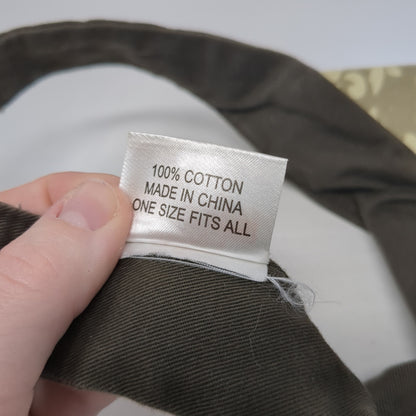 100% COTTON
MADE IN CHINA
ONE SIZE FITS ALL